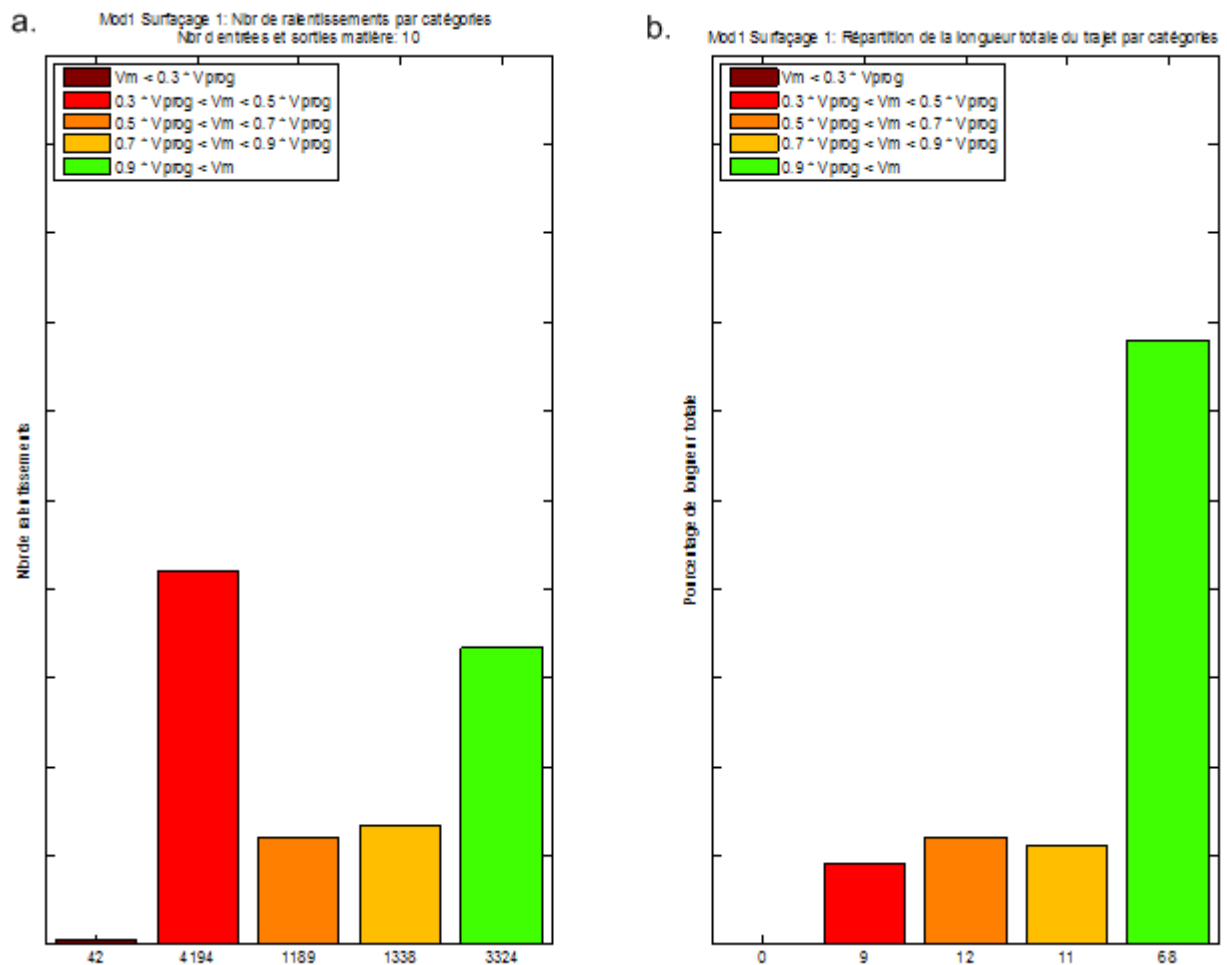 a.
Mod1 Surfaçage 1: Nbr de ralentissements par catégories
Nbr d entrées et sorties matière: 10
Vm < 0.3 * Vprog
0.3 * Vprog < Vm < 0.5 * Vprog
0.5 * Vprog < Vm < 0.7 * Vprog
0.7 * Vprog < Vm < 0.9 * Vprog
0.9 * Vprog < Vm
Nbr de ralentissements
42 4194 1189 1338 3324
b.
Mod1 Surfaçage 1: Répartition de la longueur totale du trajet par catégories
Vm < 0.3 * Vprog
0.3 * Vprog < Vm < 0.5 * Vprog
0.5 * Vprog < Vm < 0.7 * Vprog
0.7 * Vprog < Vm < 0.9 * Vprog
0.9 * Vprog < Vm
Pourcentage de longueur totale
0 9 12 11 68